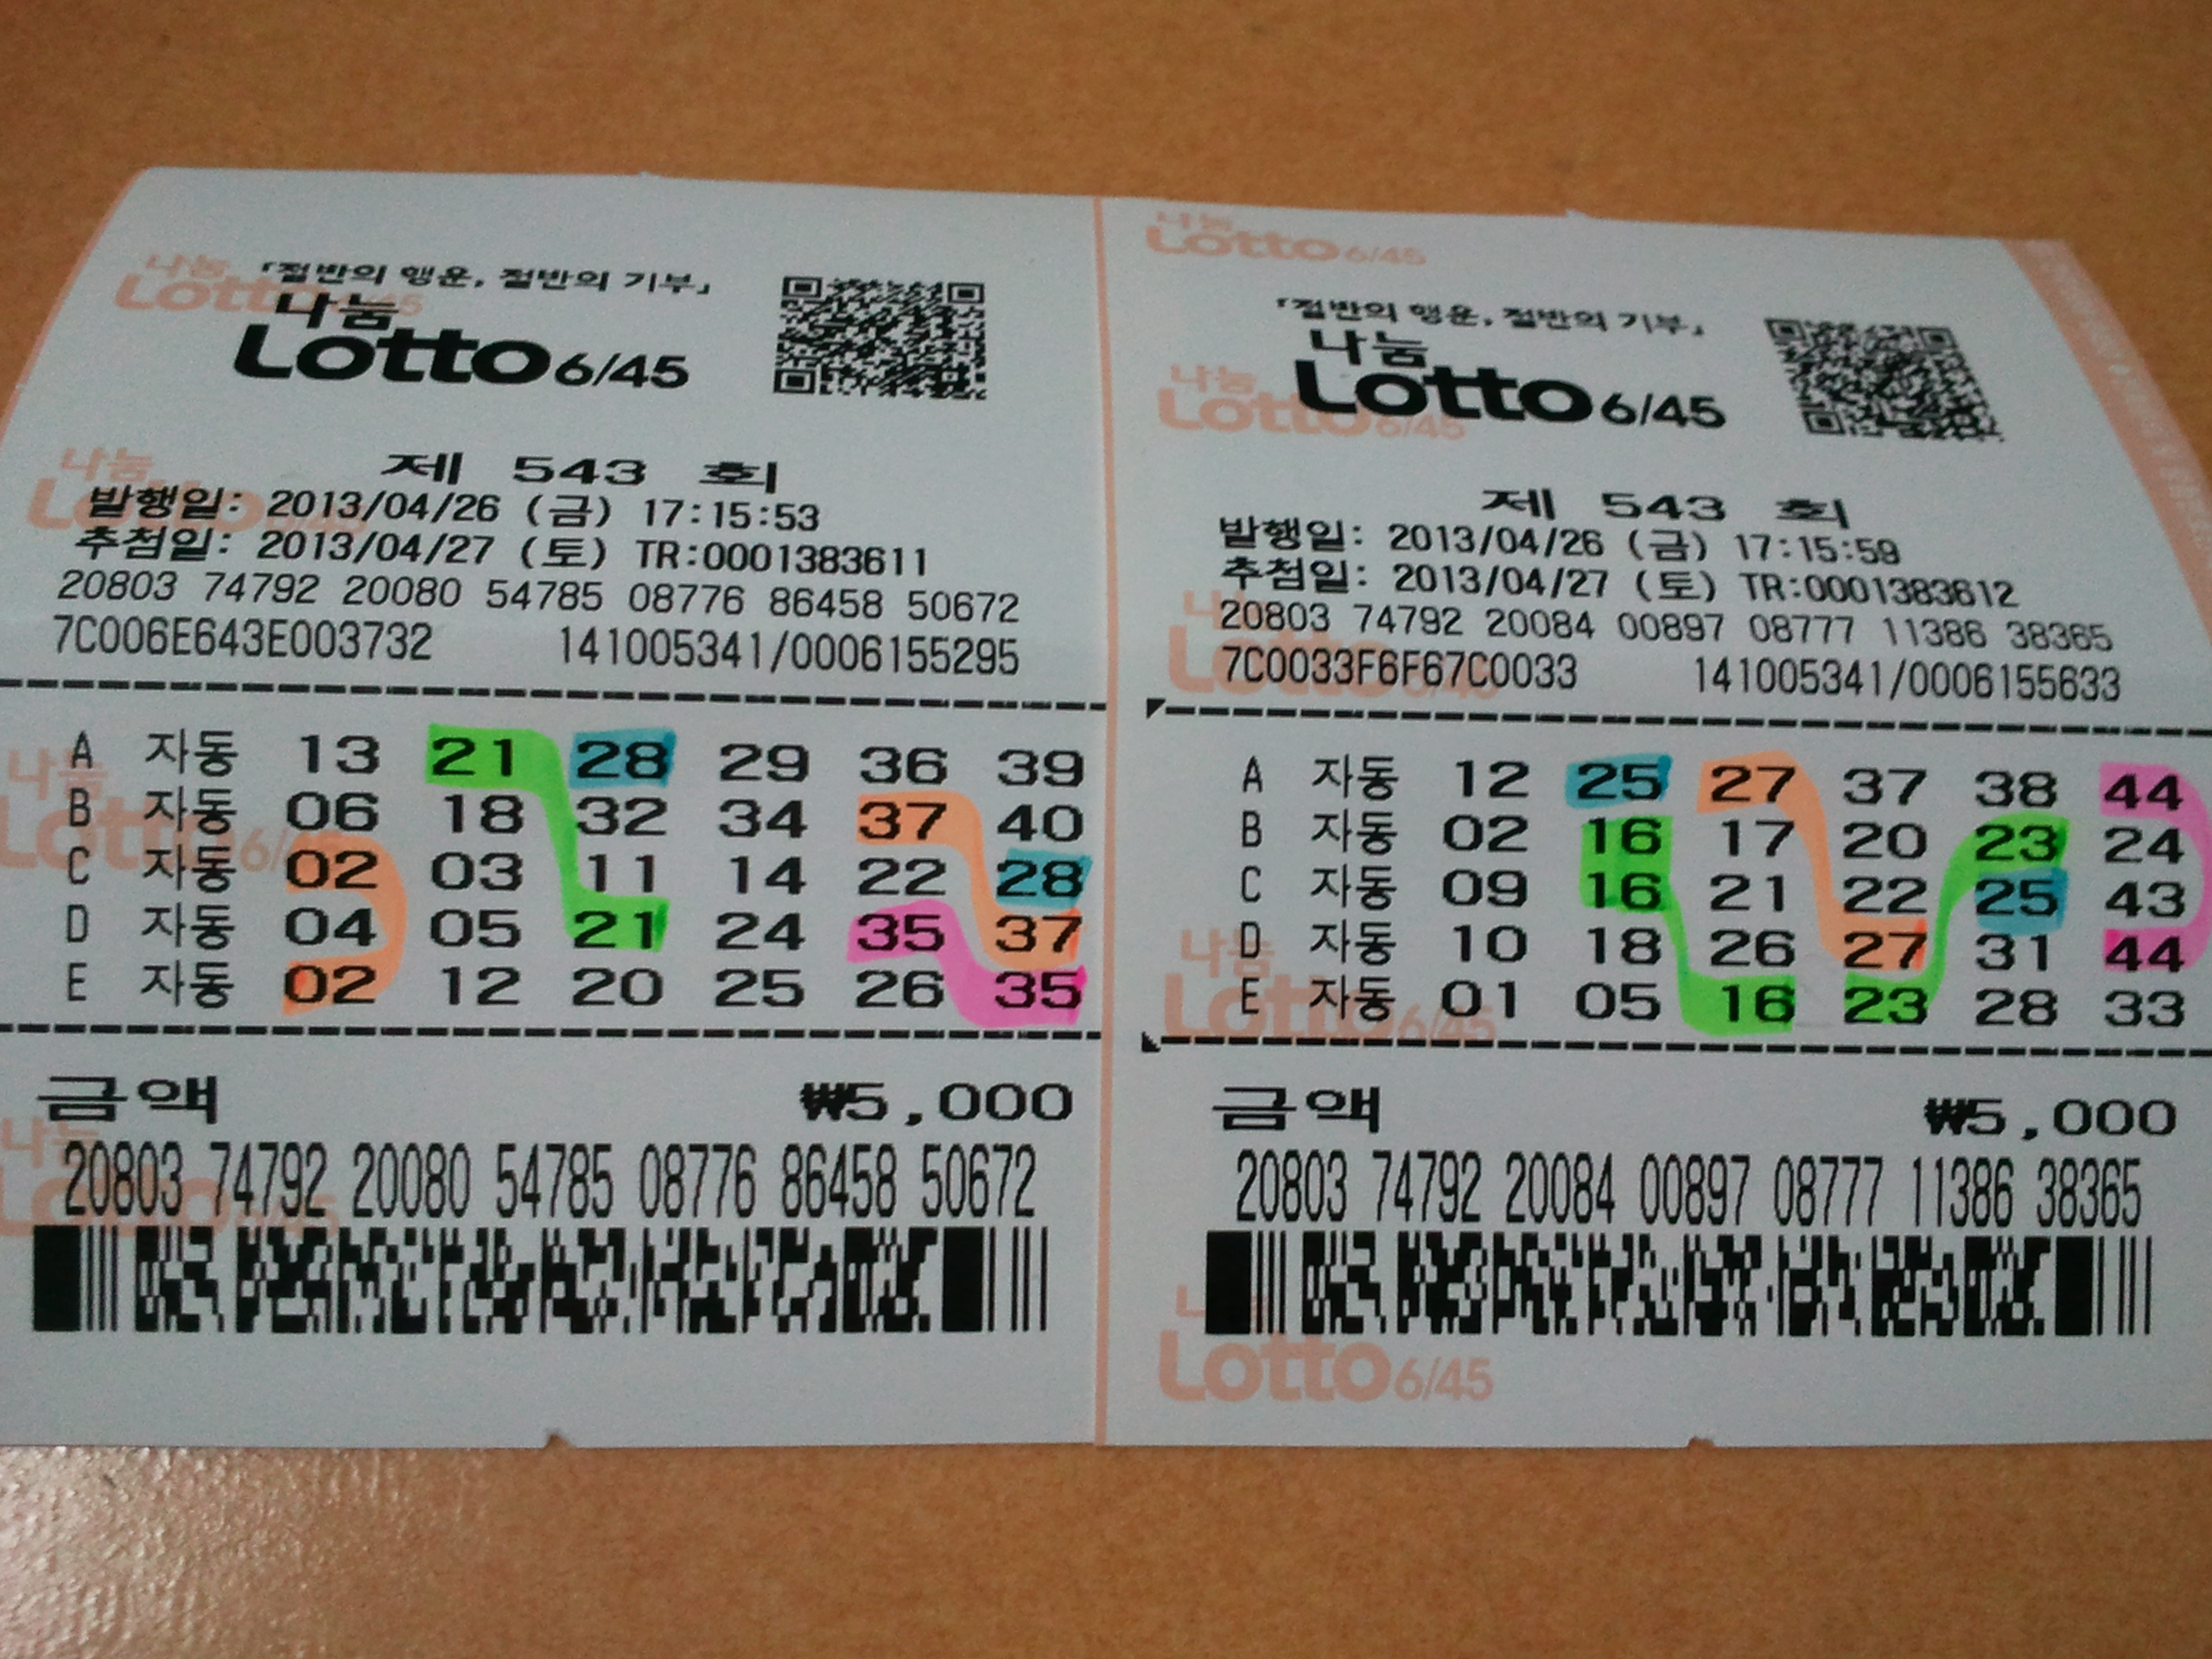 「절반의 행운, 절반의 기부」
나눔
Lotto 6/45
제 543 회
발행일: 2013/04/26 (금) 17:15:53
추첨일: 2013/04/27 (토) TR:0001383611
20803 74792 20080 54785 08776 86458 50672
7C006E643E003732 141005341/0006155295
A 자동 13 21 28 29 36 39
B 자동 06 18 32 34 37 40
C 자동 02 03 11 14 22 28
D 자동 04 05 21 24 35 37
E 자동 02 12 20 25 26 35
금액 ₩5,000
20803 74792 20080 54785 08776 86458 50672
나눔
Lotto 6/45
「절반의 행운, 절반의 기부」
나눔
Lotto 6/45
제 543 회
발행일: 2013/04/26 (금) 17:15:59
추첨일: 2013/04/27 (토) TR:0001383612
20803 74792 20084 00897 08777 11386 38365
7C0033F6F67C0033 141005341/0006155633
A 자동 12 25 27 37 38 44
B 자동 02 16 17 20 23 24
C 자동 09 16 21 22 25 43
D 자동 10 18 26 27 31 44
E 자동 01 05 16 23 28 33
금액 ₩5,000
20803 74792 20084 00897 08777 11386 38365
Lotto 6/45